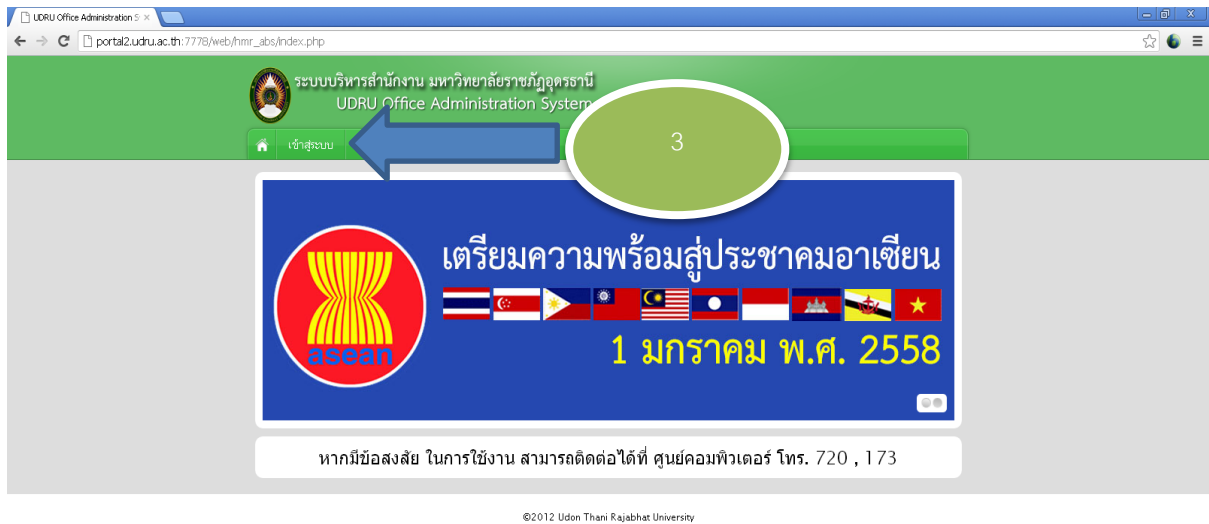 UDRU Office Administration S
portal2.udru.ac.th:7778/web/hmr_abs/index.php
ระบบบริหารสำนักงาน มหาวิทยาลัยราชภัฏอุดรธานี
UDRU Office Administration System
เข้าสู่ระบบ
3
เตรียมความพร้อมสู่ประชาคมอาเซียน
asean
1 มกราคม พ.ศ. 2558
หากมีข้อสงสัย ในการใช้งาน สามารถติดต่อได้ที่ ศูนย์คอมพิวเตอร์ โทร. 720 , 173
©2012 Udon Thani Rajabhat University